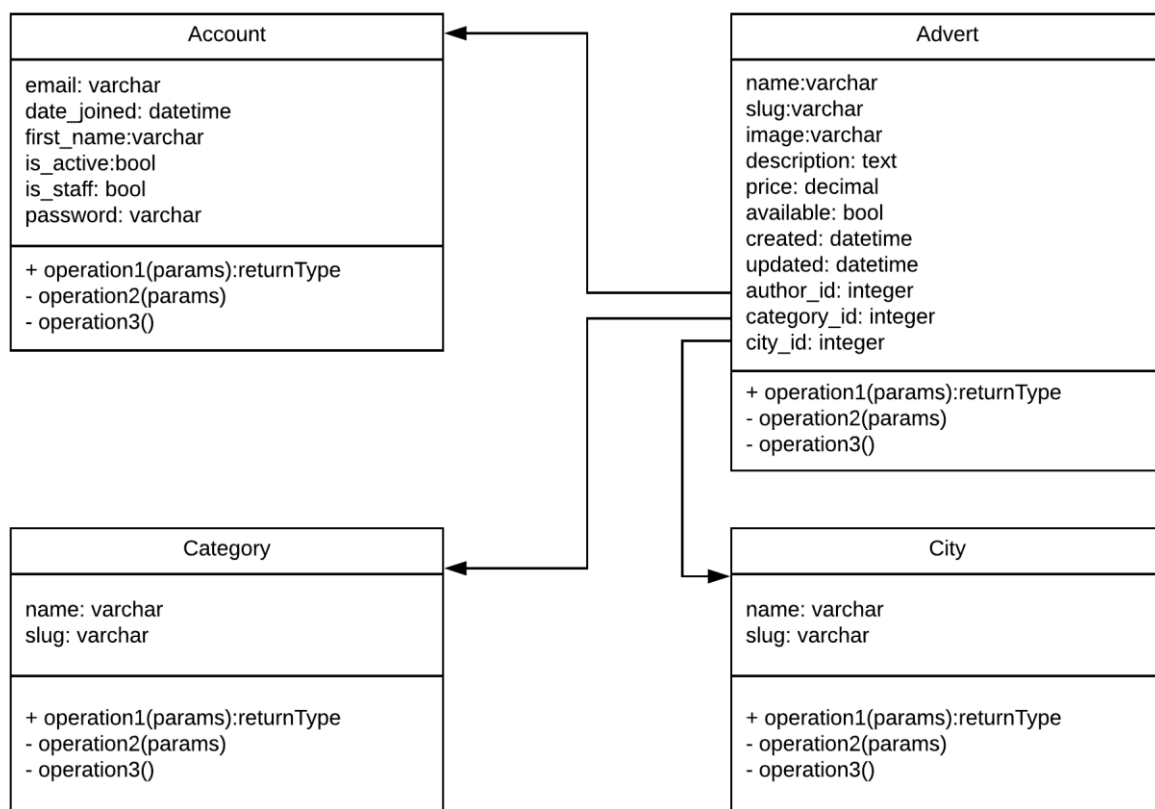 Account
email: varchar
date_joined: datetime
first_name:varchar
is_active:bool
is_staff: bool
password: varchar
+ operation1(params):returnType
- operation2(params)
- operation3()
Advert
name:varchar
slug:varchar
image:varchar
description: text
price: decimal
available: bool
created: datetime
updated: datetime
author_id: integer
category_id: integer
city_id: integer
+ operation1(params):returnType
- operation2(params)
- operation3()
Category
name: varchar
slug: varchar
+ operation1(params):returnType
- operation2(params)
- operation3()
City
name: varchar
slug: varchar
+ operation1(params):returnType
- operation2(params)
- operation3()